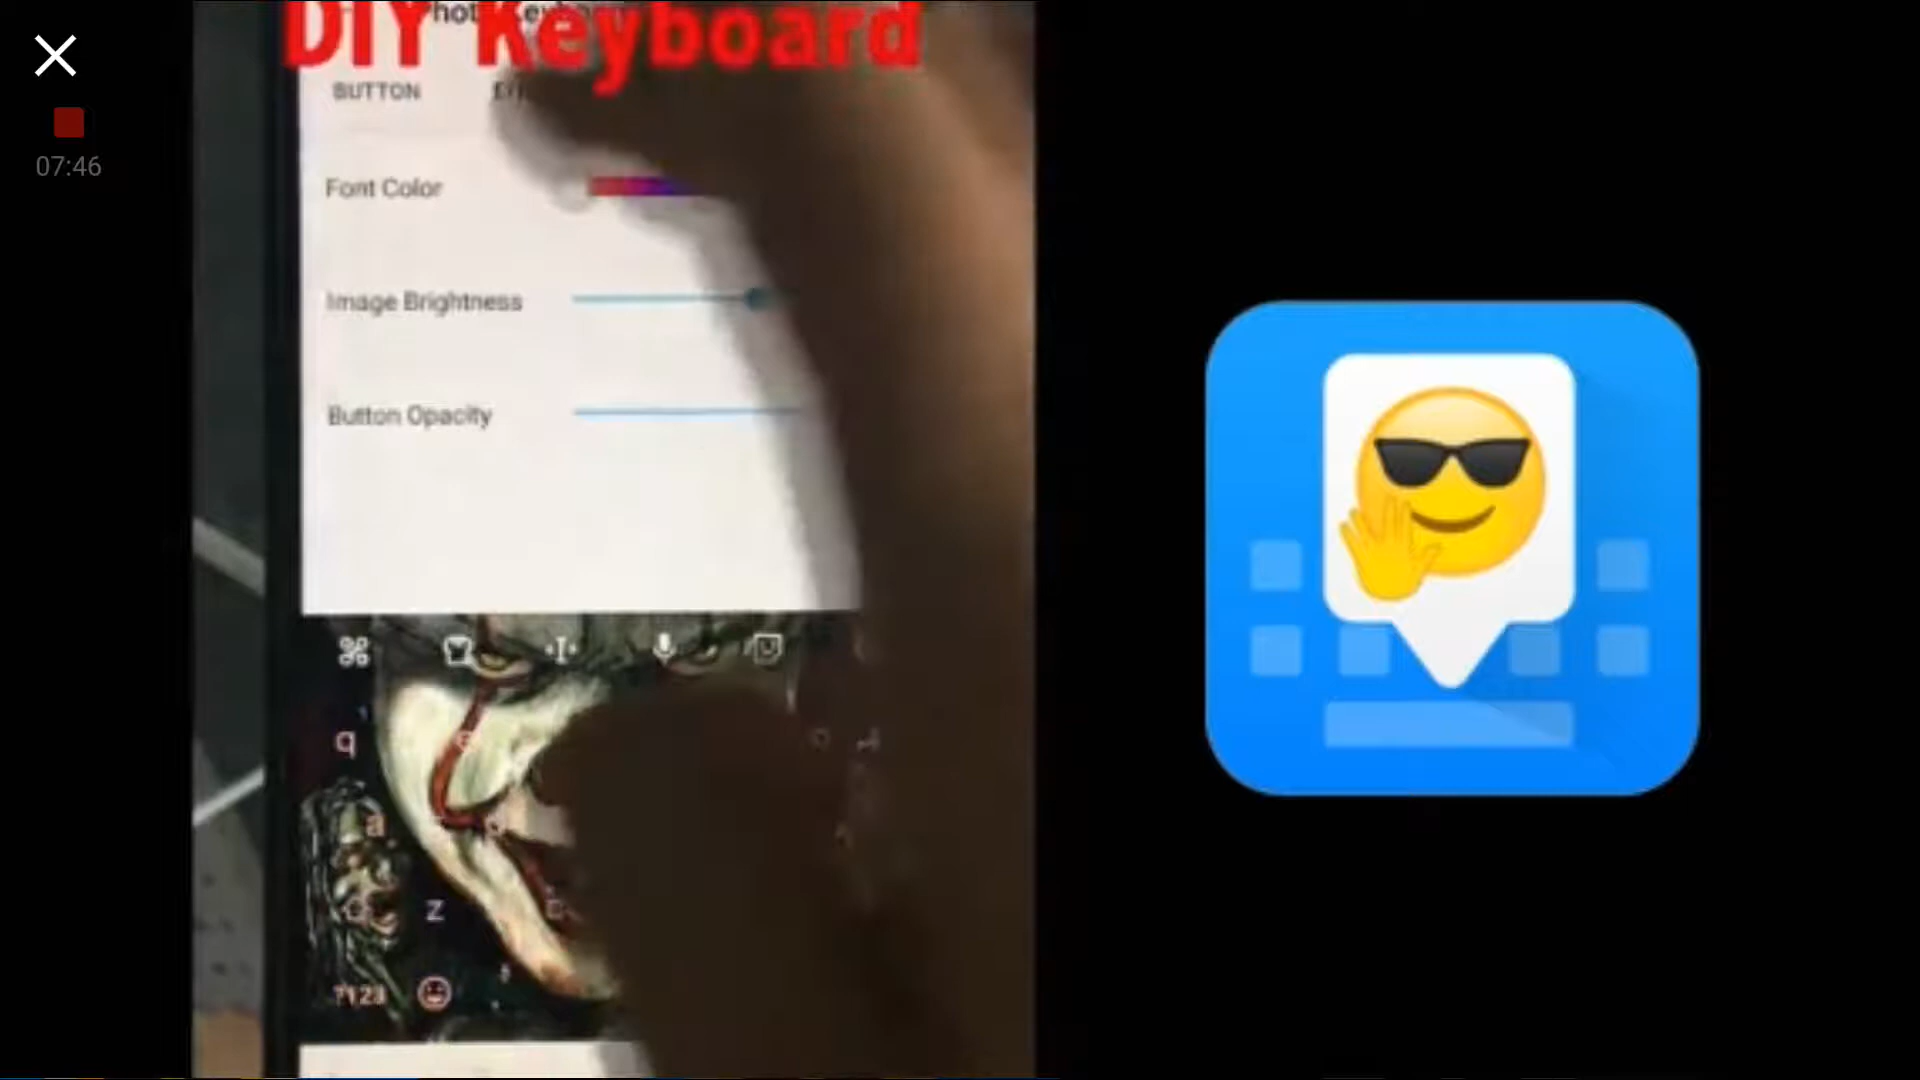 DIY Keyboard
BUTTON
07:46
Font Color
Image Brightness
Button Opacity
q
a
z
?123